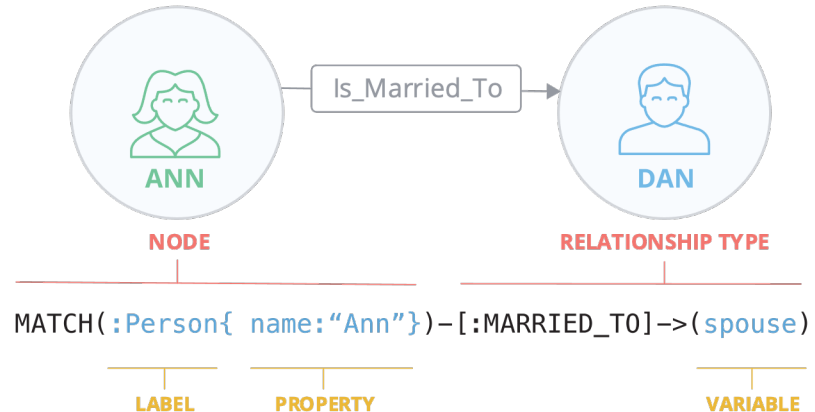 Is_Married_To
ANN
DAN
NODE
RELATIONSHIP TYPE
MATCH(:Person{ name:“Ann”})–[:MARRIED_TO]–>(spouse)
LABEL
PROPERTY
VARIABLE